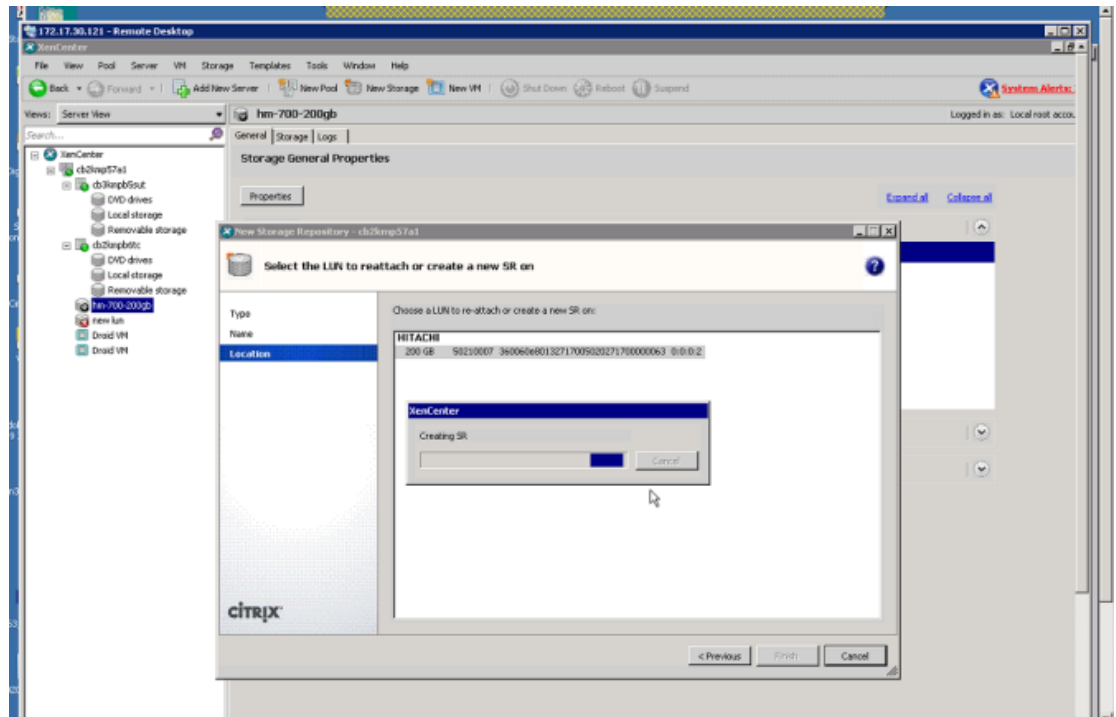 172.17.30.121 - Remote Desktop
XenCenter
File View Pool Server VM Storage Templates Tools Window Help
Back Forward Add New Server New Pool New Storage New VM Shut Down Reboot Suspend System Alerts:
Views: Server View hm-700-200gb Logged in as: Local root accou
Search... General Storage Logs
XenCenter
Storage General Properties
cb2kmp57a1
DVD drives
Properties
Expand all Collapse all
Local storage
Removable storage
New Storage Repository - cb2kmp57a1
DVD drives
Local storage
Removable storage
hm-700-200gb
new lun
Droid VM
Droid VM
Select the LUN to reattach or create a new SR on
Type
Name
Location
Choose a LUN to re-attach or create a new SR on:
HITACHI
200 GB 50210007 360060e80132717005020271700000063 0:0:0:2
XenCenter
Creating SR
Cancel
CITRIX
< Previous Finish Cancel